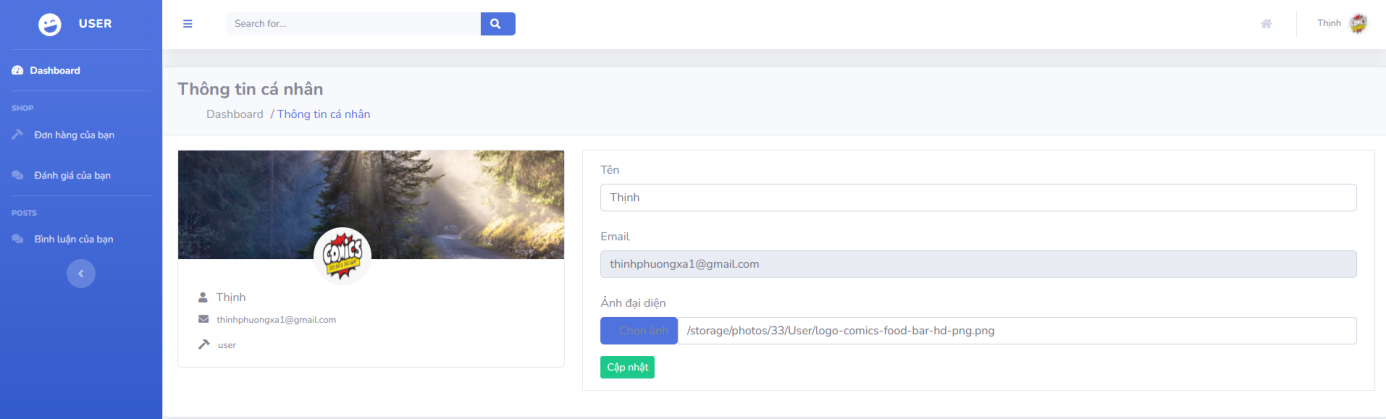 USER
Search for...
Thịnh
Dashboard
SHOP
Đơn hàng của bạn
Đánh giá của bạn
POSTS
Bình luận của bạn
Thông tin cá nhân
Dashboard / Thông tin cá nhân
COMICS
Thịnh
thinhphuongxa1@gmail.com
user
Tên
Thịnh
Email
thinhphuongxa1@gmail.com
Ảnh đại diện
Chọn ảnh /storage/photos/33/User/logo-comics-food-bar-hd-png.png
Cập nhật